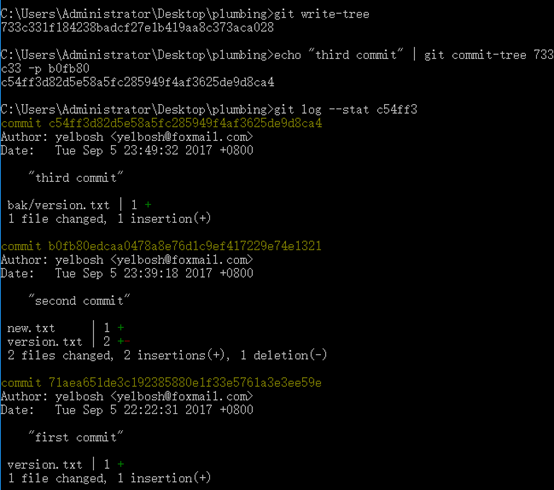 C:\Users\Administrator\Desktop\plumbing>git write-tree
733c331f184238badcf27e1b419aa8c373aca028
C:\Users\Administrator\Desktop\plumbing>echo "third commit" | git commit-tree 733
c33 -p b0fb80
c54ff3d82d5e58a5fc285949f4af3625de9d8ca4
C:\Users\Administrator\Desktop\plumbing>git log --stat c54ff3
commit c54ff3d82d5e58a5fc285949f4af3625de9d8ca4
Author: yelbosh <yelbosh@foxmail.com>
Date:   Tue Sep 5 23:49:32 2017 +0800
"third commit"
bak/version.txt | 1 +
1 file changed, 1 insertion(+)
commit b0fb80edcaa0478a8e76d1c9ef417229e74e1321
Author: yelbosh <yelbosh@foxmail.com>
Date:   Tue Sep 5 23:39:18 2017 +0800
"second commit"
new.txt     | 1 +
version.txt | 2 +-
2 files changed, 2 insertions(+), 1 deletion(-)
commit 71aea651de3c192385880e1f33e5761a3e3ee59e
Author: yelbosh <yelbosh@foxmail.com>
Date:   Tue Sep 5 22:22:31 2017 +0800
"first commit"
version.txt | 1 +
1 file changed, 1 insertion(+)